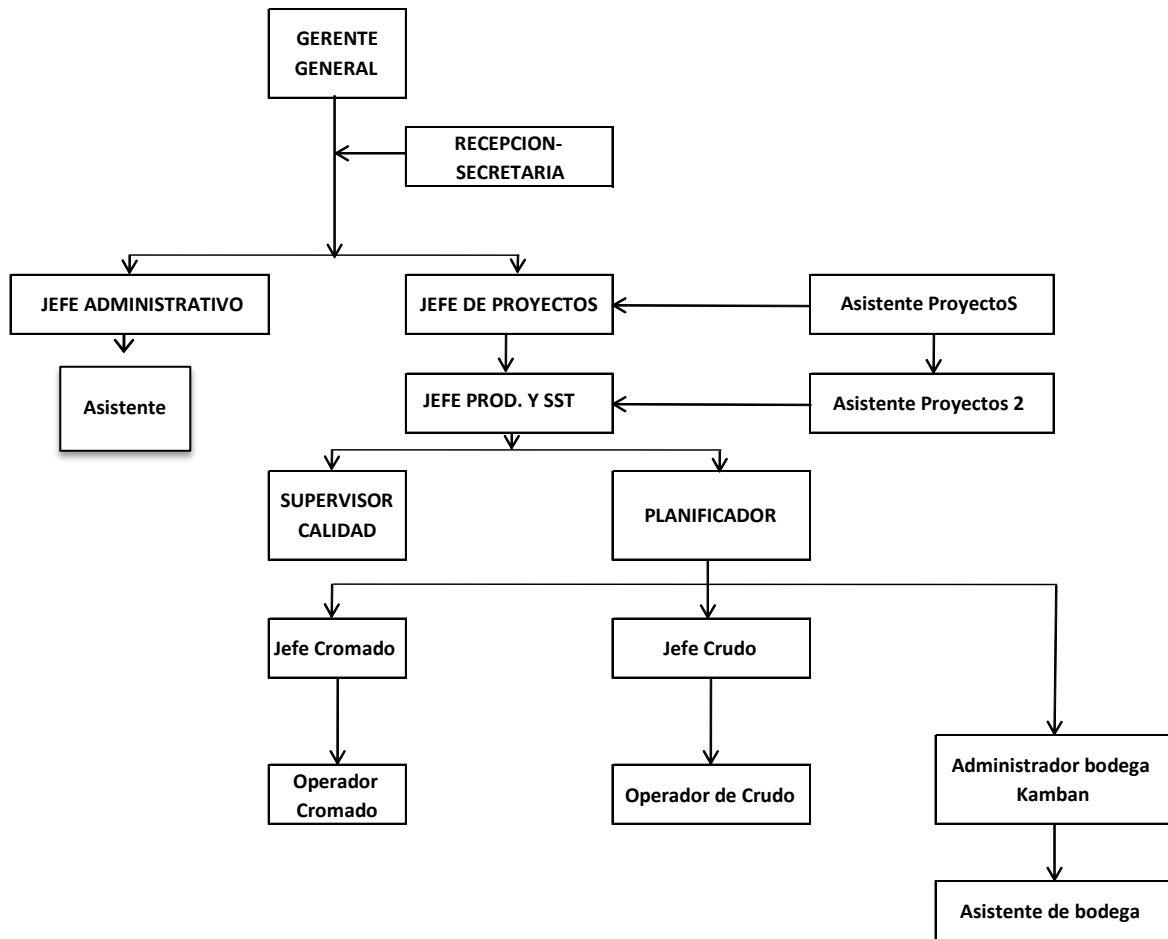 GERENTE
GENERAL
RECEPCION-
SECRETARIA
JEFE ADMINISTRATIVO
JEFE DE PROYECTOS
Asistente ProyectoS
Asistente
JEFE PROD. Y SST
Asistente Proyectos 2
SUPERVISOR
CALIDAD
PLANIFICADOR
Jefe Cromado
Jefe Crudo
Operador
Cromado
Operador de Crudo
Administrador bodega
Kamban
Asistente de bodega